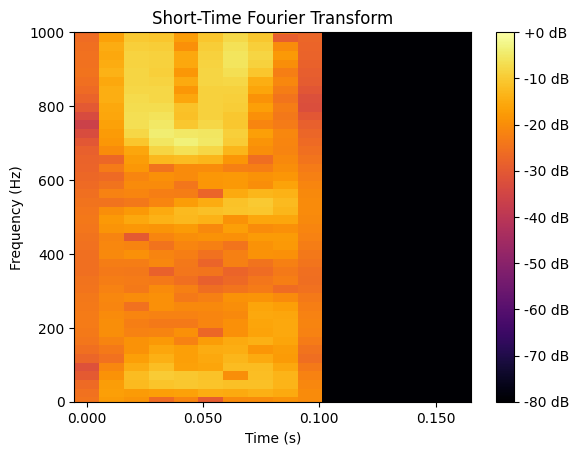 Short-Time Fourier Transform
1000
800
600
400
200
0
Frequency (Hz)
0.000
0.050
0.100
0.150
Time (s)
+0 dB
-10 dB
-20 dB
-30 dB
-40 dB
-50 dB
-60 dB
-70 dB
-80 dB